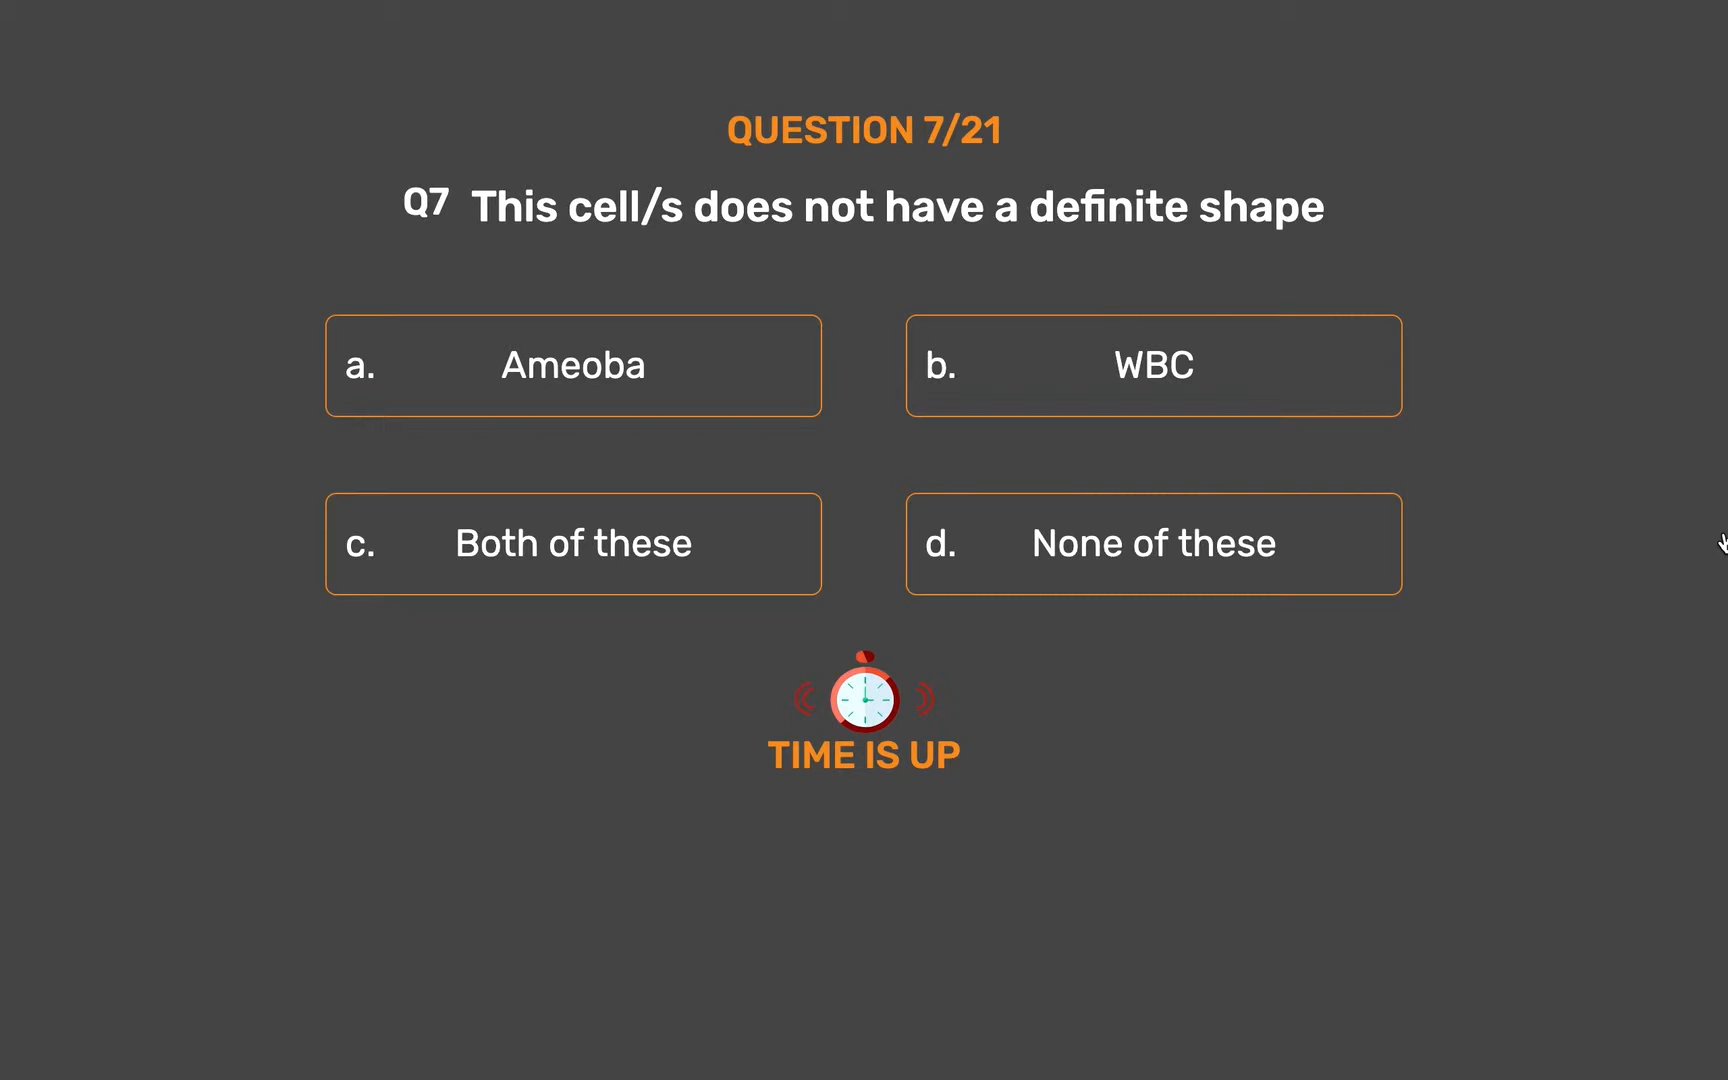 QUESTION 7/21
Q7 This cell/s does not have a definite shape
a. Ameoba
b. WBC
c. Both of these
d. None of these
TIME IS UP